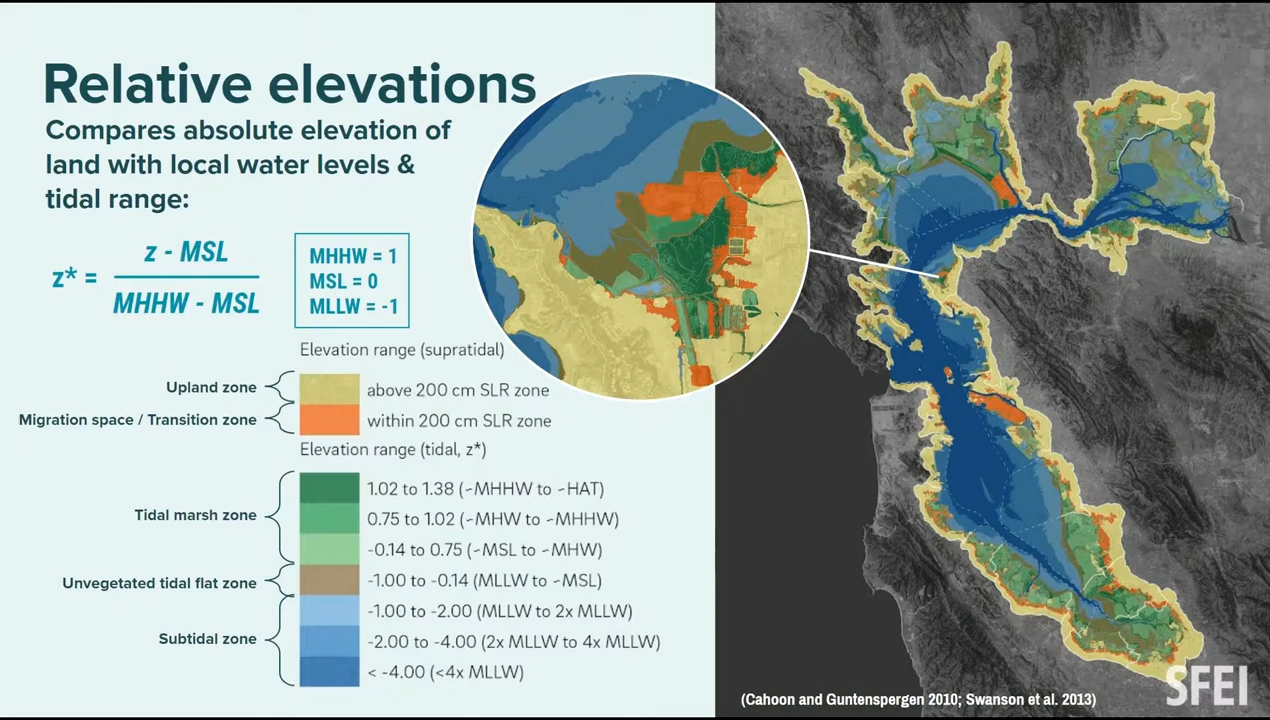 Relative elevations
Compares absolute elevation of
land with local water levels &
tidal range:
z* = z - MSL
MHHW - MSL
MHHW = 1
MSL = 0
MLLW = -1
Elevation range (supratidal)
Upland zone
above 200 cm SLR zone
Migration space / Transition zone
within 200 cm SLR zone
Elevation range (tidal, z*)
1.02 to 1.38 (~MHHW to ~HAT)
Tidal marsh zone
0.75 to 1.02 (~MHW to ~MHHW)
-0.14 to 0.75 (~MSL to ~MHW)
Unvegetated tidal flat zone
-1.00 to -0.14 (MLLW to ~MSL)
-1.00 to -2.00 (MLLW to 2x MLLW)
Subtidal zone
-2.00 to -4.00 (2x MLLW to 4x MLLW)
< -4.00 (<4x MLLW)
(Cahoon and Guntenspergen 2010; Swanson et al. 2013)
SFEI